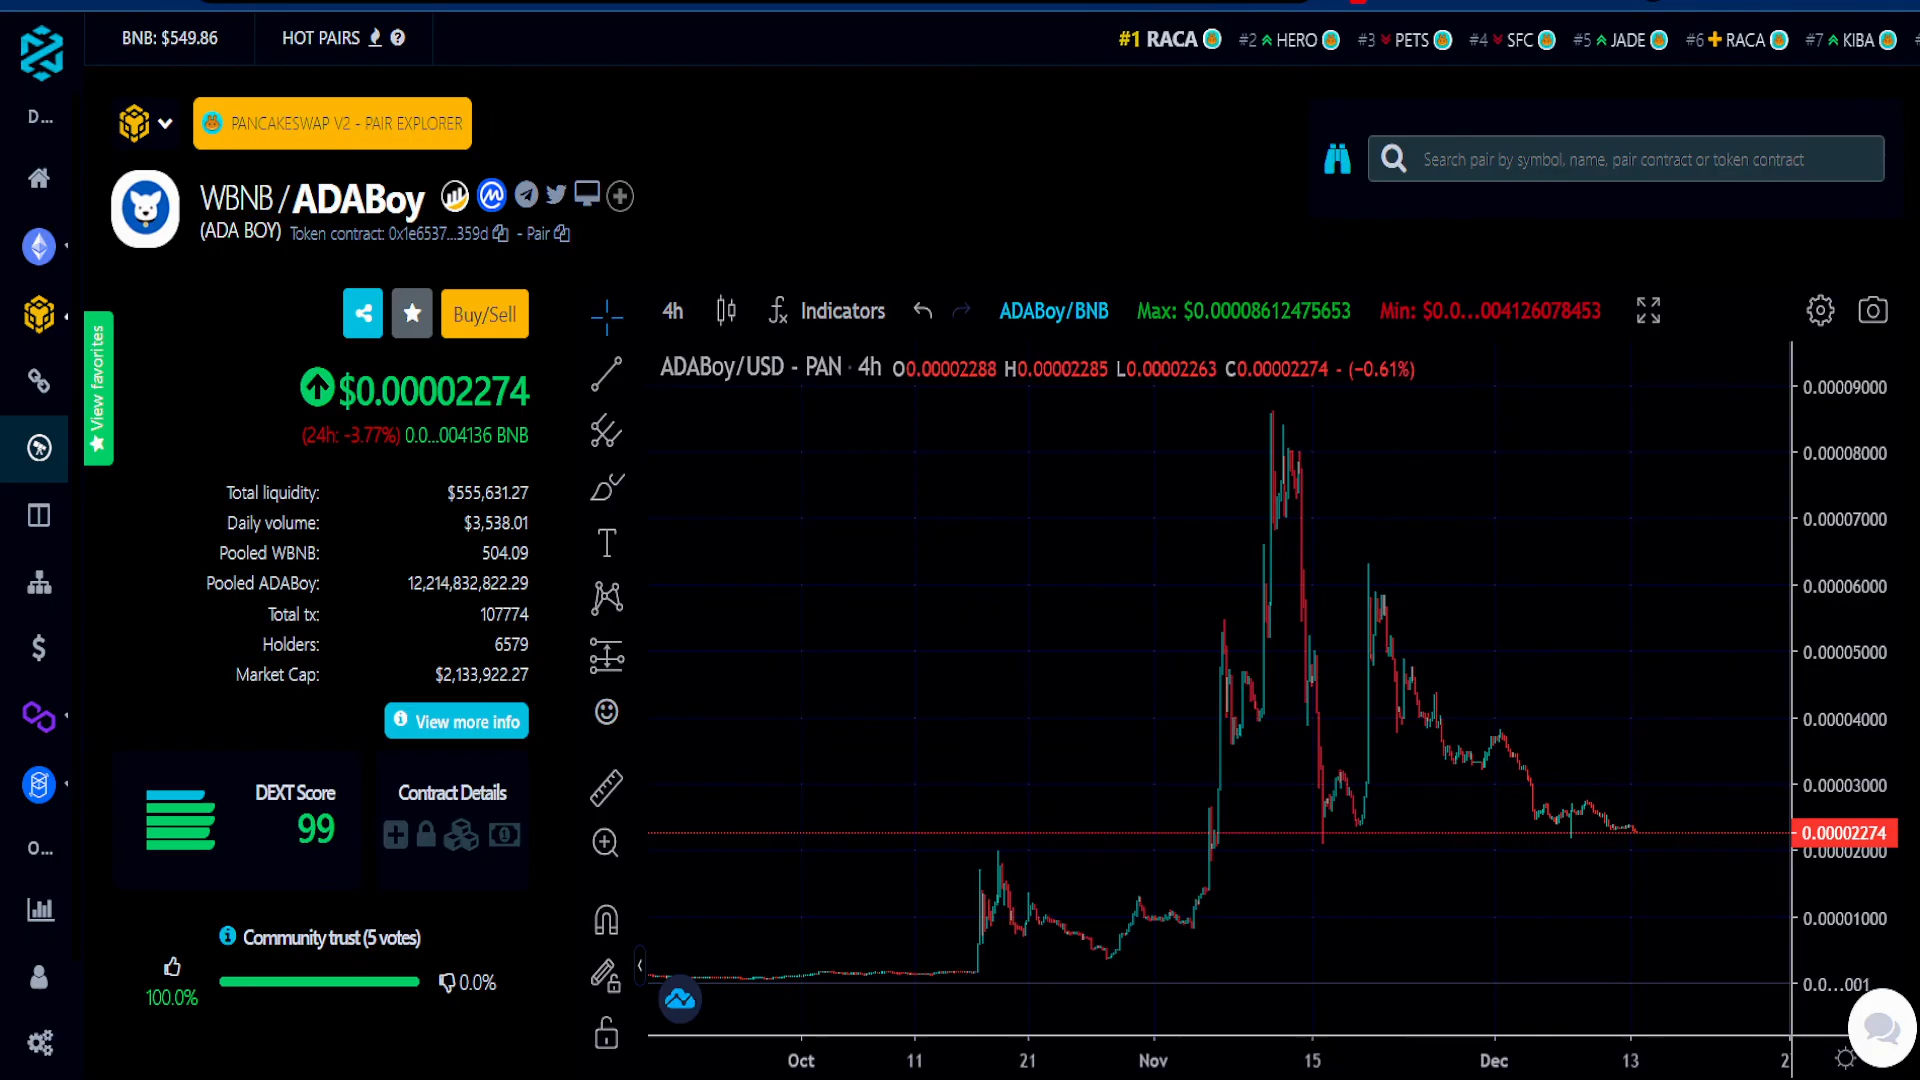 BNB: $549.86
HOT PAIRS
#1 RACA #2 HERO #3 PETS #4 SFC #5 JADE #6 RACA #7 KIBA
D...
PANCAKESWAP V2 - PAIR EXPLORER
Search pair by symbol, name, pair contract or token contract
WBNB / ADABoy
(ADA BOY) Token contract: 0x1e6537...359d - Pair
View favorites
Buy/Sell
$0.00002274
(24h: -3.77%) 0.0...004136 BNB
Total liquidity: $555,631.27
Daily volume: $3,538.01
Pooled WBNB: 504.09
Pooled ADABoy: 12,214,832,822.29
Total tx: 107774
Holders: 6579
Market Cap: $2,133,922.27
View more info
DEXT Score
99
Contract Details
O...
Community trust (5 votes)
100.0%
0.0%
4h Indicators ADABoy/BNB Max: $0.00008612475653 Min: $0.0...004126078453
ADABoy/USD - PAN · 4h O0.00002288 H0.00002285 L0.00002263 C0.00002274 - (−0.61%)
0.00009000
0.00008000
0.00007000
0.00006000
0.00005000
0.00004000
0.00003000
0.00002274
0.00002000
0.00001000
0.0...001
Oct 11 21 Nov 15 Dec 13 2